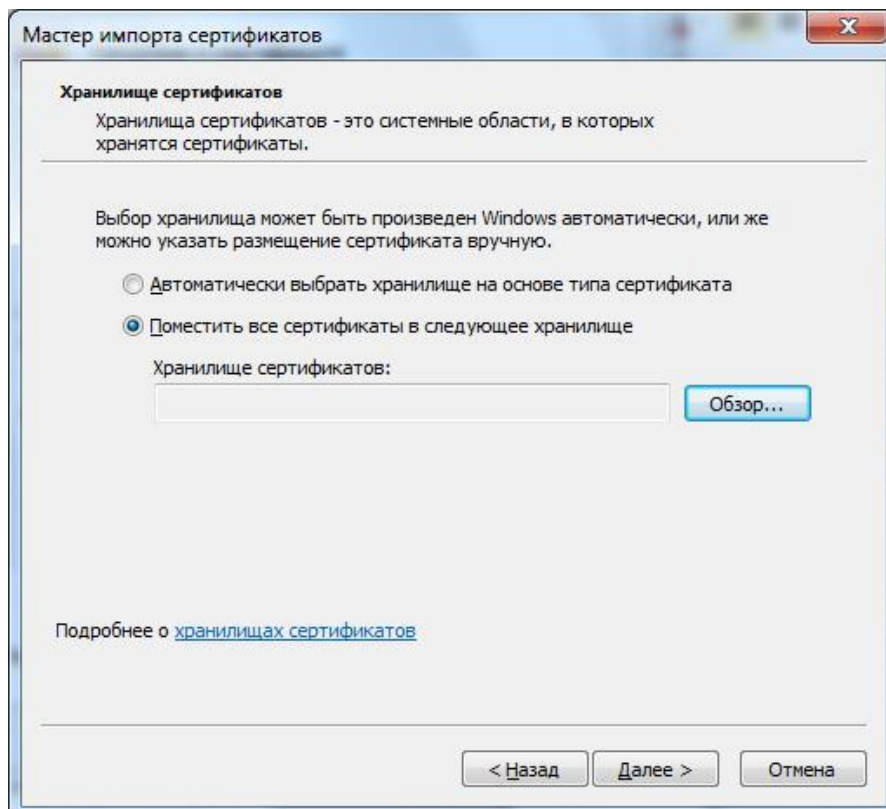 Мастер импорта сертификатов
Хранилище сертификатов
Хранилища сертификатов - это системные области, в которых
хранятся сертификаты.
Выбор хранилища может быть произведен Windows автоматически, или же
можно указать размещение сертификата вручную.
Автоматически выбрать хранилище на основе типа сертификата
Поместить все сертификаты в следующее хранилище
Хранилище сертификатов:
Обзор...
Подробнее о хранилищах сертификатов
< Назад Далее > Отмена